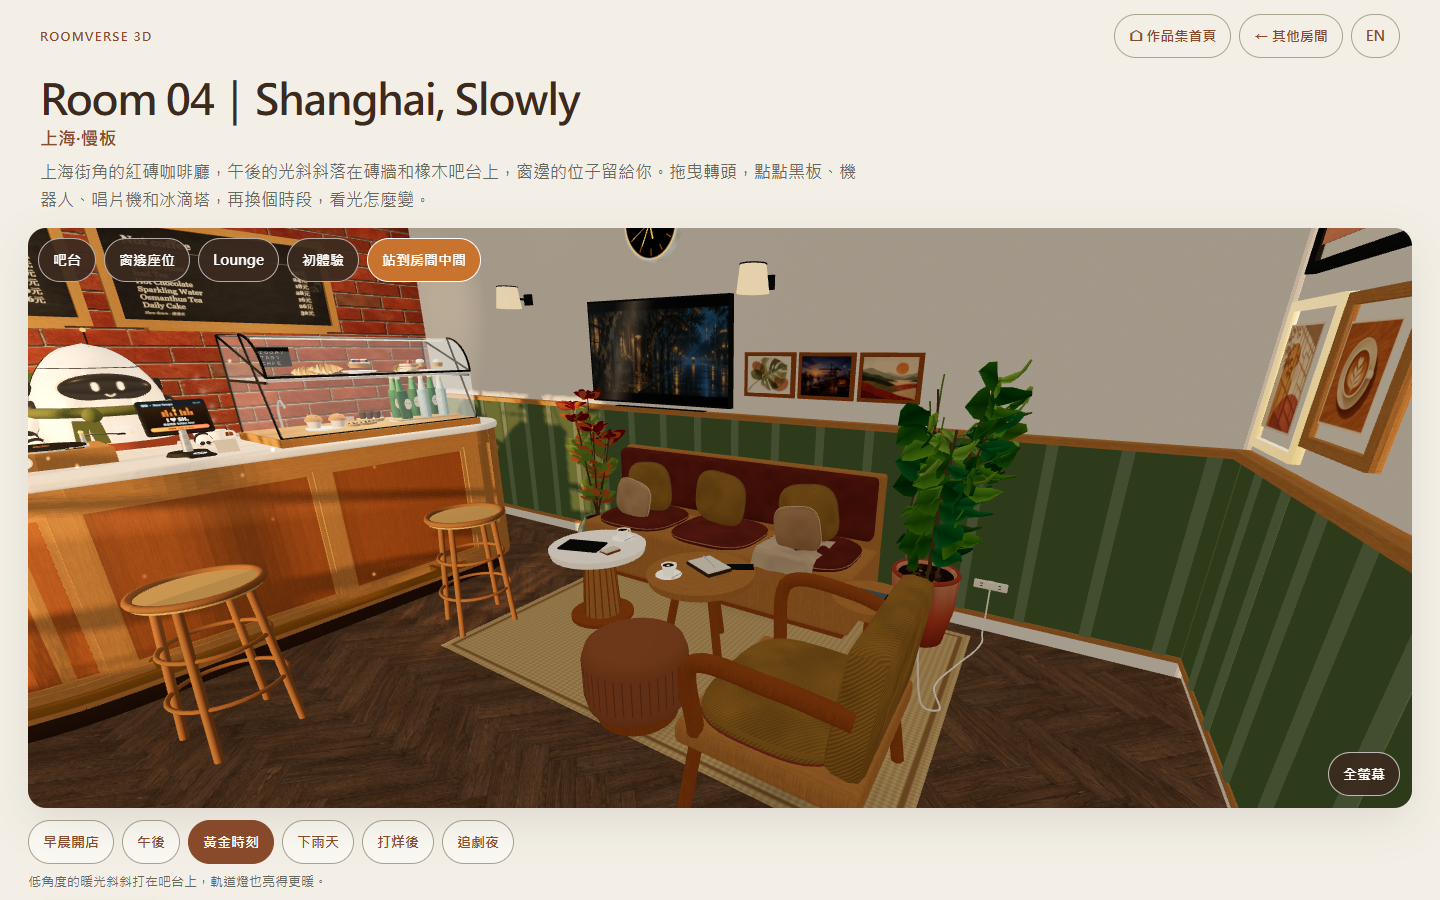 ROOMVERSE 3D
作品集首頁
← 其他房間
EN
Room 04 | Shanghai, Slowly
上海·慢板
上海街角的紅磚咖啡廳，午後的光斜斜落在磚牆和橡木吧台上，窗邊的位子留給你。拖曳轉頭，點點黑板、機
器人、唱片機和冰滴塔，再換個時段，看光怎麼變。
吧台
窗邊座位
Lounge
初體驗
站到房間中間
Hot Chocolate
Sparkling Water
Osmanthus Tea
Daily Cake
全螢幕
早晨開店
午後
黃金時刻
下雨天
打烊後
追劇夜
低角度的暖光斜斜打在吧台上，軌道燈也亮得更暖。